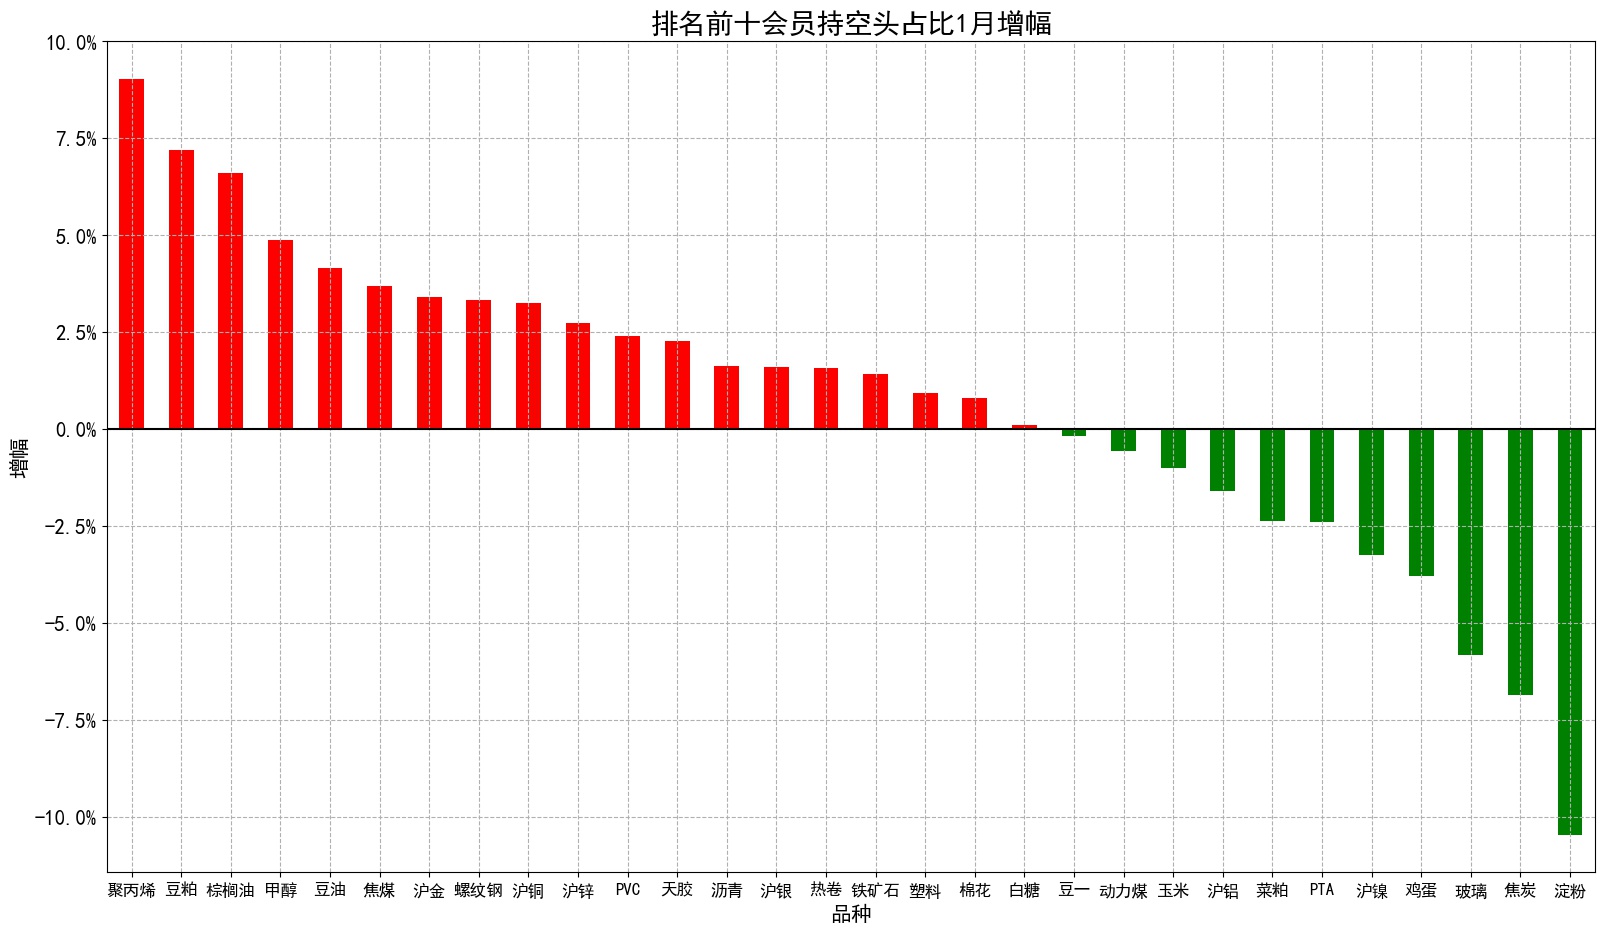 排名前十会员持空头占比1月增幅
10.0%
7.5%
5.0%
2.5%
0.0%
-2.5%
-5.0%
-7.5%
-10.0%
增幅
聚丙烯 豆粕 棕榈油 甲醇 豆油 焦煤 沪金 螺纹钢 沪铜 沪锌 PVC 天胶 沥青 沪银 热卷 铁矿石 塑料 棉花 白糖 豆一 动力煤 玉米 沪铝 菜粕 PTA 沪镍 鸡蛋 玻璃 焦炭 淀粉
品种